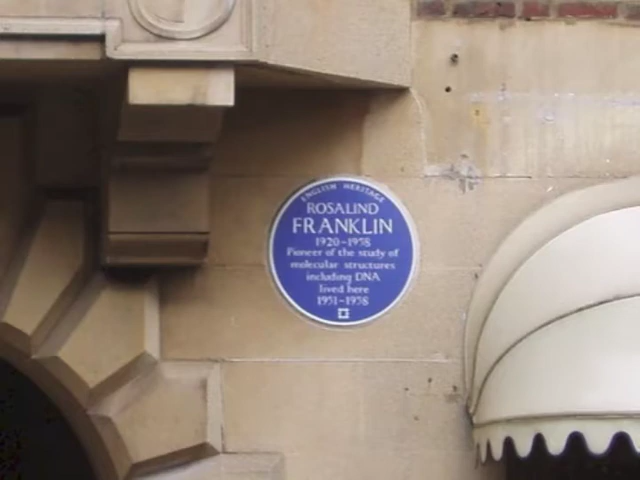 ENGLISH HERITAGE
ROSALIND
FRANKLIN
1920-1958
Pioneer of the study of
molecular structures
including DNA
lived here
1951-1958